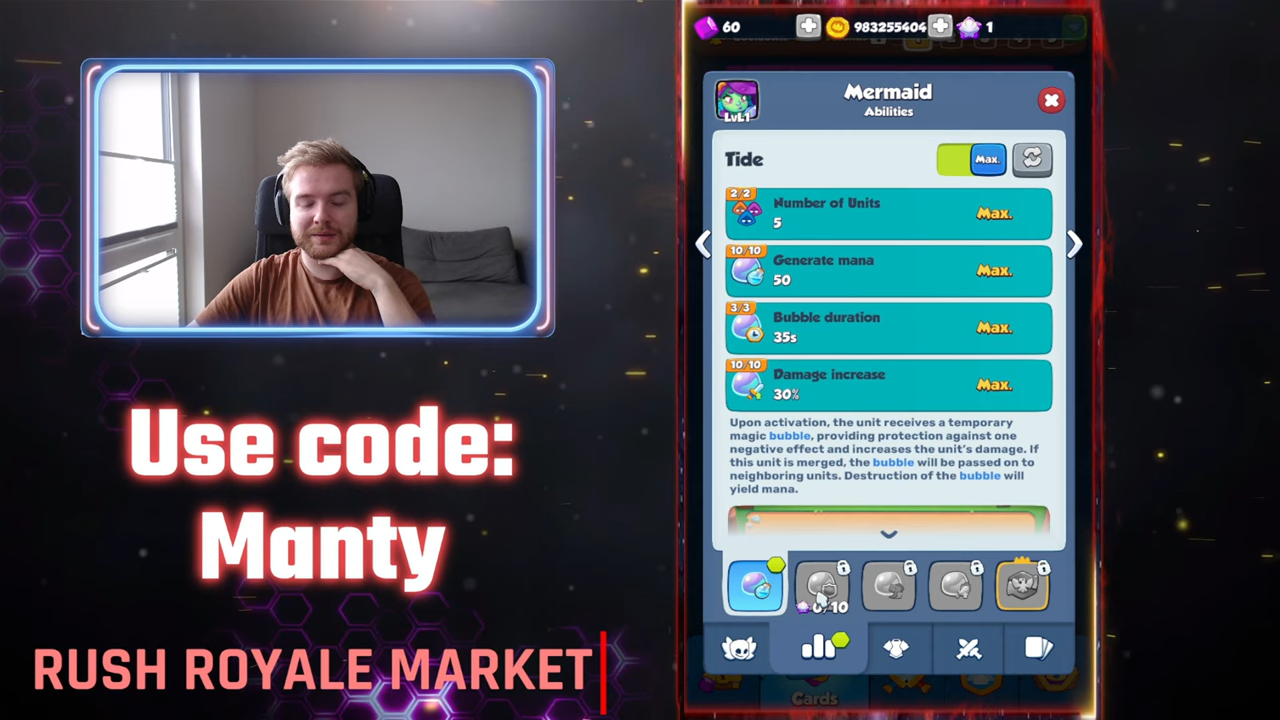 60
983255404
1
LvL1
Mermaid
Abilities
Tide
Max.
2/2
Number of Units
5
Max.
10/10
Generate mana
50
Max.
3/3
Bubble duration
35s
Max.
10/10
Damage increase
30%
Max.
Upon activation, the unit receives a temporary
magic bubble, providing protection against one
negative effect and increases the unit's damage. If
this unit is merged, the bubble will be passed on to
neighboring units. Destruction of the bubble will
yield mana.
0/10
Cards
Use code:
Manty
RUSH ROYALE MARKET